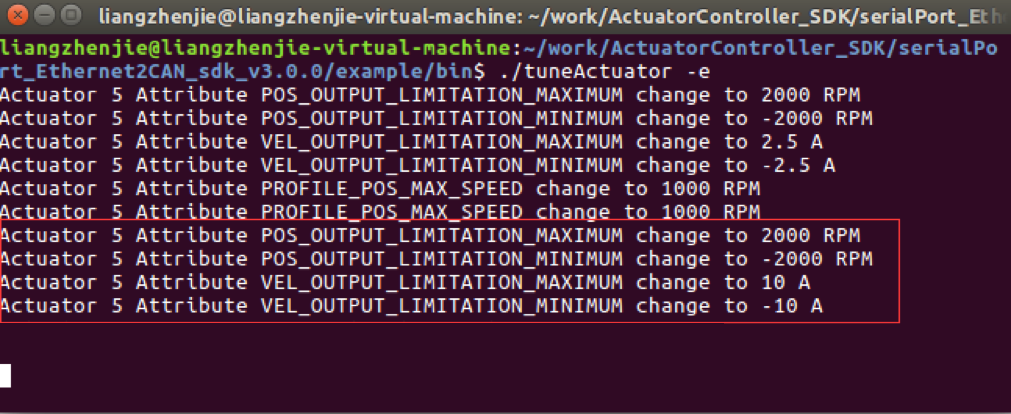 liangzhenjie@liangzhenjie-virtual-machine: ~/work/ActuatorController_SDK/serialPort_Eth
liangzhenjie@liangzhenjie-virtual-machine:~/work/ActuatorController_SDK/serialPo
rt_Ethernet2CAN_sdk_v3.0.0/example/bin$ ./tuneActuator -e
Actuator 5 Attribute POS_OUTPUT_LIMITATION_MAXIMUM change to 2000 RPM
Actuator 5 Attribute POS_OUTPUT_LIMITATION_MINIMUM change to -2000 RPM
Actuator 5 Attribute VEL_OUTPUT_LIMITATION_MAXIMUM change to 2.5 A
Actuator 5 Attribute VEL_OUTPUT_LIMITATION_MINIMUM change to -2.5 A
Actuator 5 Attribute PROFILE_POS_MAX_SPEED change to 1000 RPM
Actuator 5 Attribute PROFILE_POS_MAX_SPEED change to 1000 RPM
Actuator 5 Attribute POS_OUTPUT_LIMITATION_MAXIMUM change to 2000 RPM
Actuator 5 Attribute POS_OUTPUT_LIMITATION_MINIMUM change to -2000 RPM
Actuator 5 Attribute VEL_OUTPUT_LIMITATION_MAXIMUM change to 10 A
Actuator 5 Attribute VEL_OUTPUT_LIMITATION_MINIMUM change to -10 A